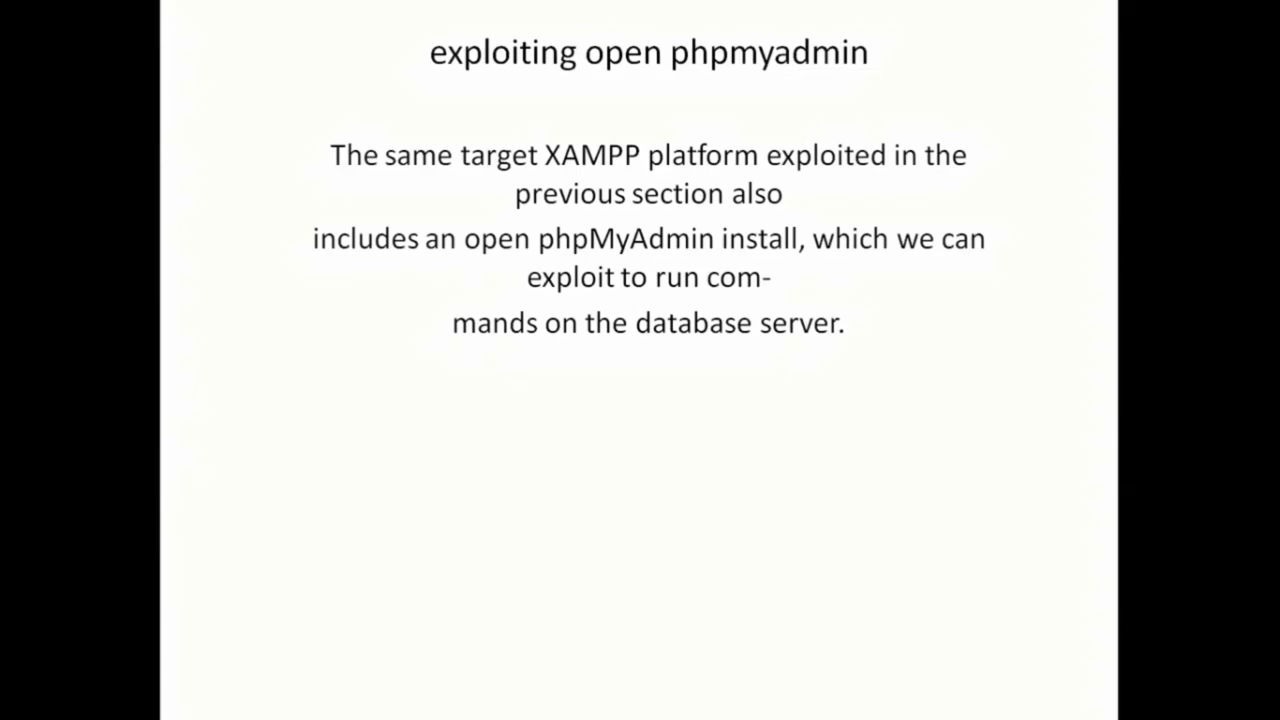 exploiting open phpmyadmin
The same target XAMPP platform exploited in the
previous section also
includes an open phpMyAdmin install, which we can
exploit to run com-
mands on the database server.